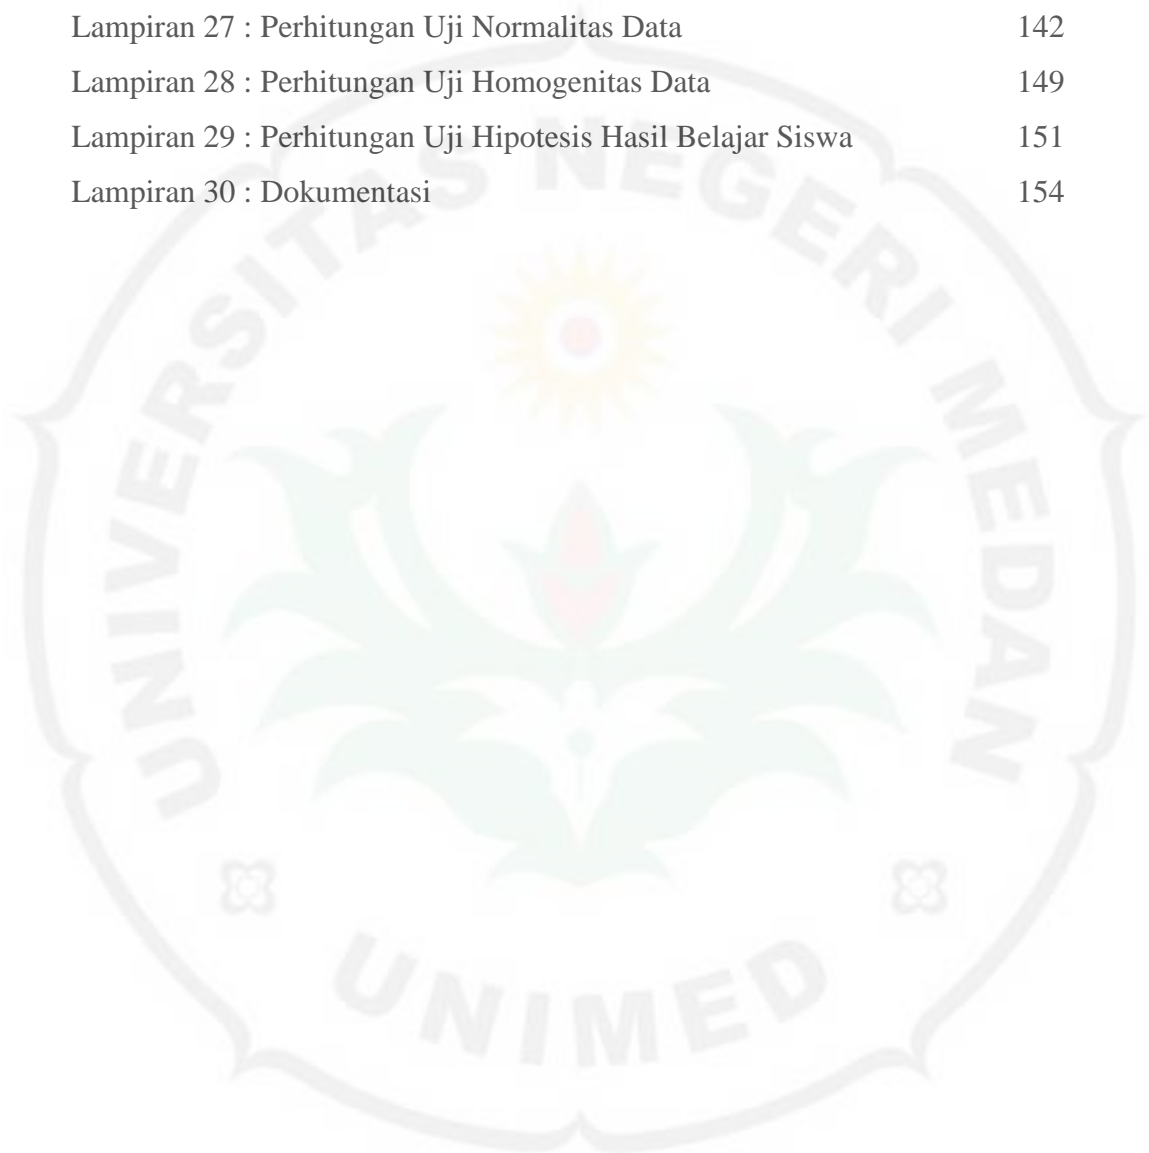 Lampiran 27 : Perhitungan Uji Normalitas Data 142
Lampiran 28 : Perhitungan Uji Homogenitas Data 149
Lampiran 29 : Perhitungan Uji Hipotesis Hasil Belajar Siswa 151
Lampiran 30 : Dokumentasi 154
UNIVERSITAS NEGERI MEDAN
UNIMED